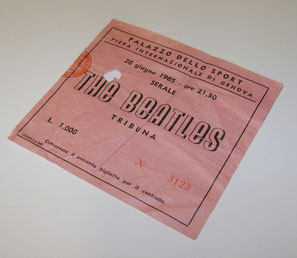 PALAZZO DELLO SPORT
FIERA INTERNAZIONALE DI GENOVA
26 giugno 1965 ore 21,30
SERALE
THE BEATLES
TRIBUNA
L. 1.000
N° 3123
Conservare il presente biglietto per il controllo.